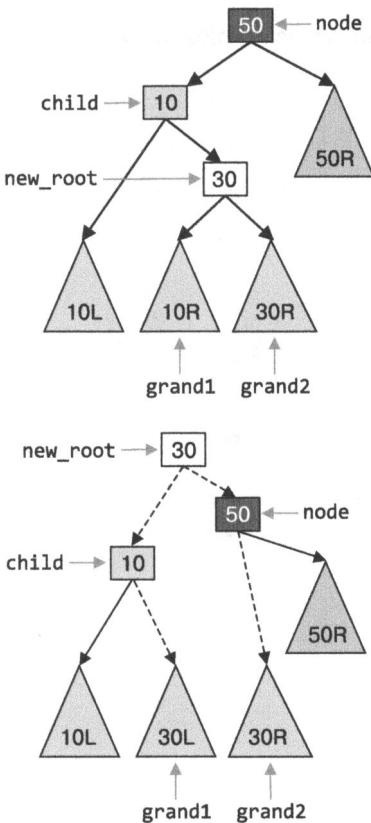 50 node
child 10
50R
new_root 30
10L 10R 30R
grand1 grand2
new_root 30
50 node
child 10
50R
10L 30L 30R
grand1 grand2